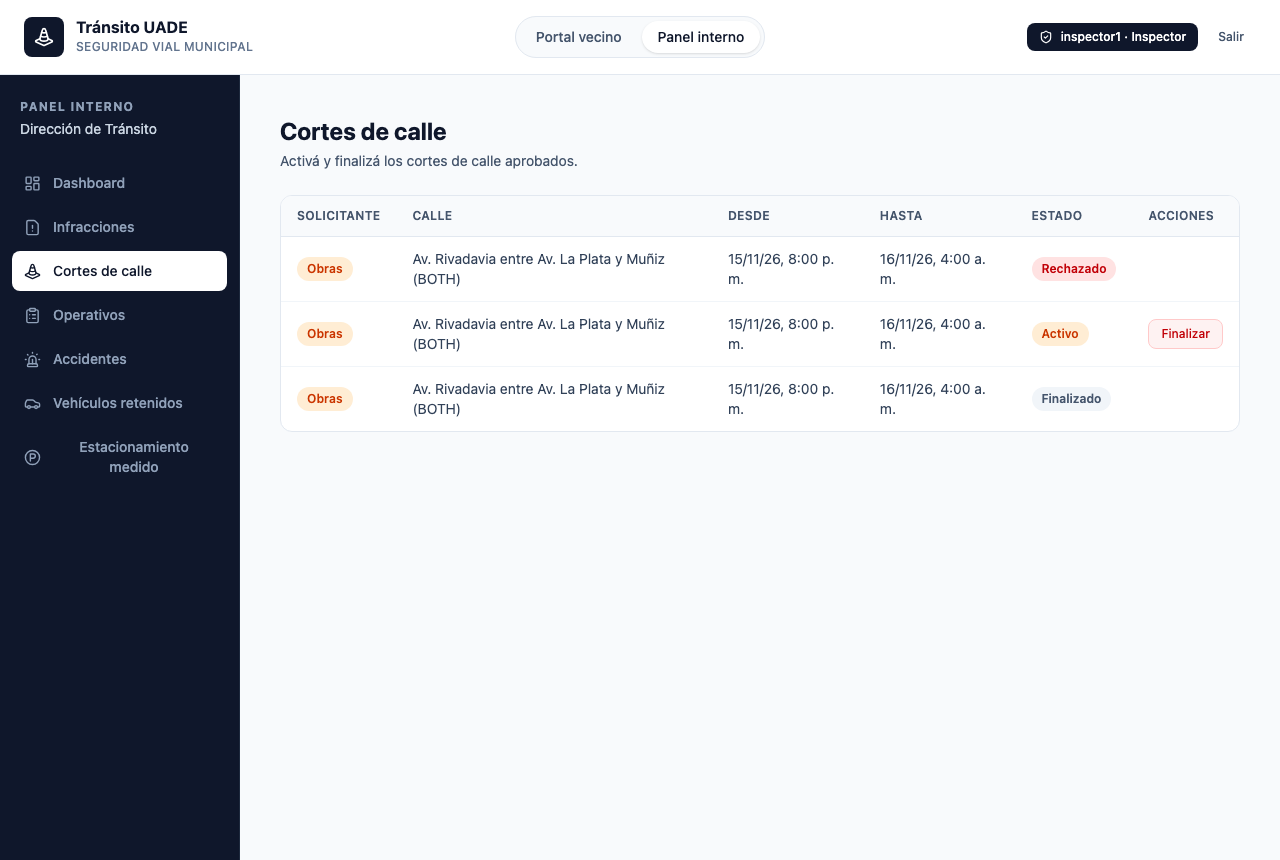 Tránsito UADE
SEGURIDAD VIAL MUNICIPAL
Portal vecino
Panel interno
inspector1 · Inspector
Salir
PANEL INTERNO
Dirección de Tránsito
Dashboard
Infracciones
Cortes de calle
Operativos
Accidentes
Vehículos retenidos
Estacionamiento
medido
Cortes de calle
Activá y finalizá los cortes de calle aprobados.
SOLICITANTE CALLE DESDE HASTA ESTADO ACCIONES
Obras Av. Rivadavia entre Av. La Plata y Muñiz 15/11/26, 8:00 p. 16/11/26, 4:00 a. Rechazado
(BOTH) m. m.
Obras Av. Rivadavia entre Av. La Plata y Muñiz 15/11/26, 8:00 p. 16/11/26, 4:00 a. Activo Finalizar
(BOTH) m. m.
Obras Av. Rivadavia entre Av. La Plata y Muñiz 15/11/26, 8:00 p. 16/11/26, 4:00 a. Finalizado
(BOTH) m. m.